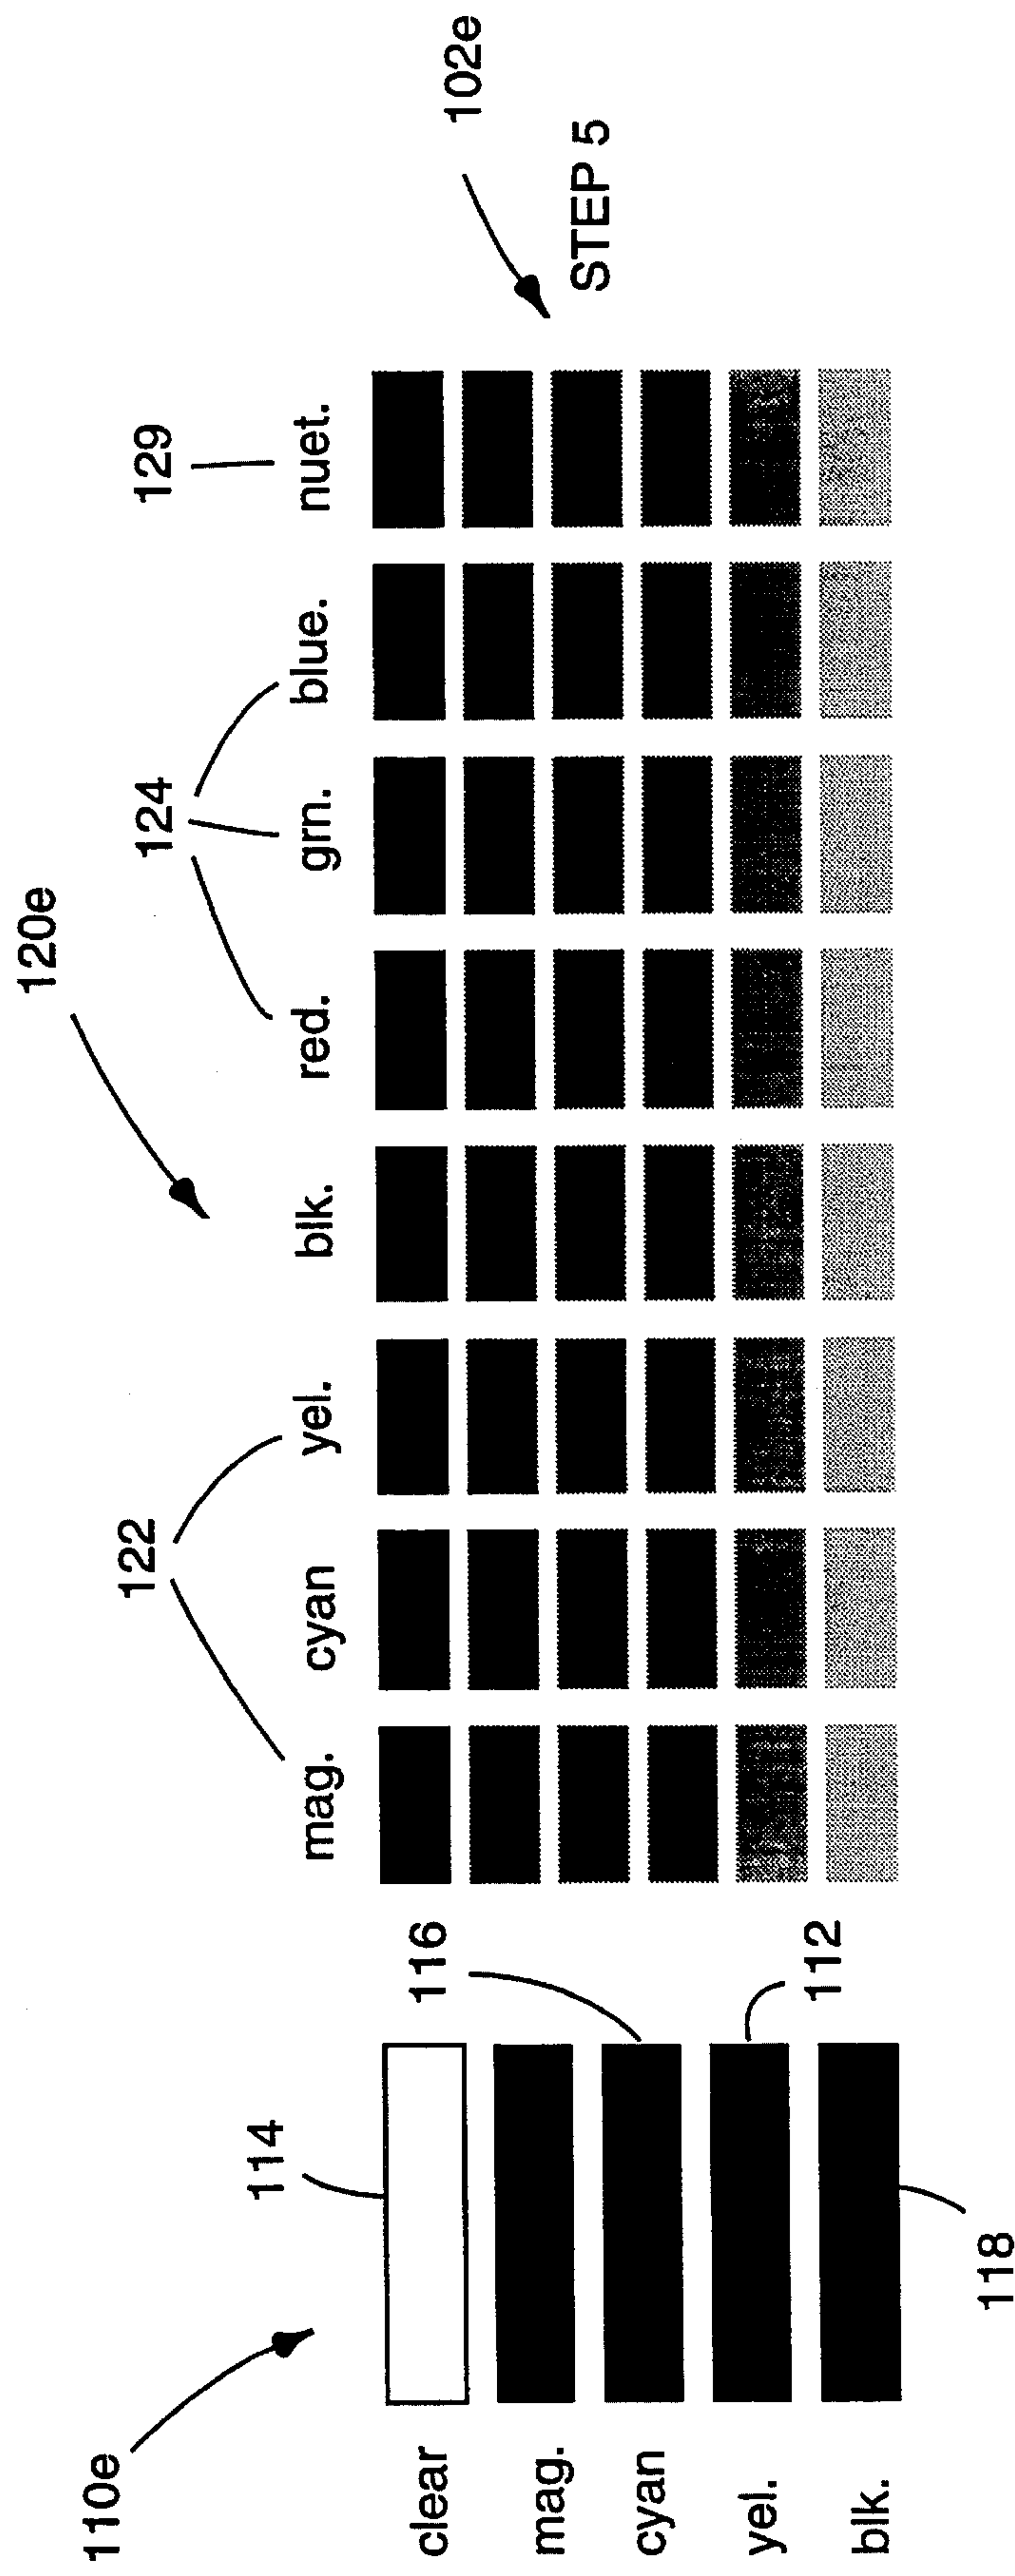 120e
102e
122
124
129
mag. cyan yel. blk. red. grn. blue. nuet.
STEP 5
110e
114
116
clear
mag.
cyan
yel.
blk.
112
118